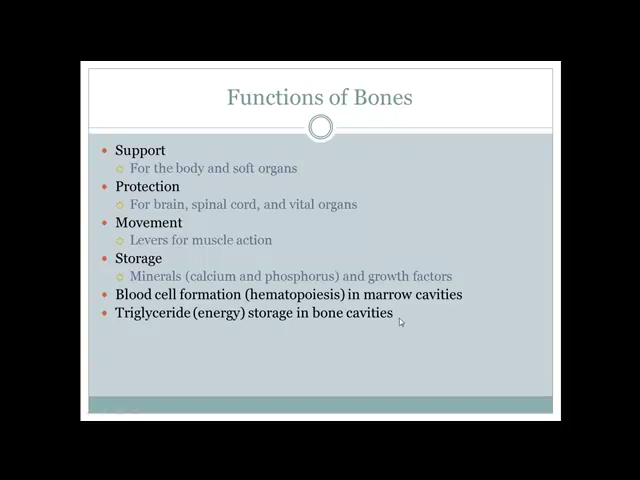 Functions of Bones
Support
For the body and soft organs
Protection
For brain, spinal cord, and vital organs
Movement
Levers for muscle action
Storage
Minerals (calcium and phosphorus) and growth factors
Blood cell formation (hematopoiesis) in marrow cavities
Triglyceride (energy) storage in bone cavities